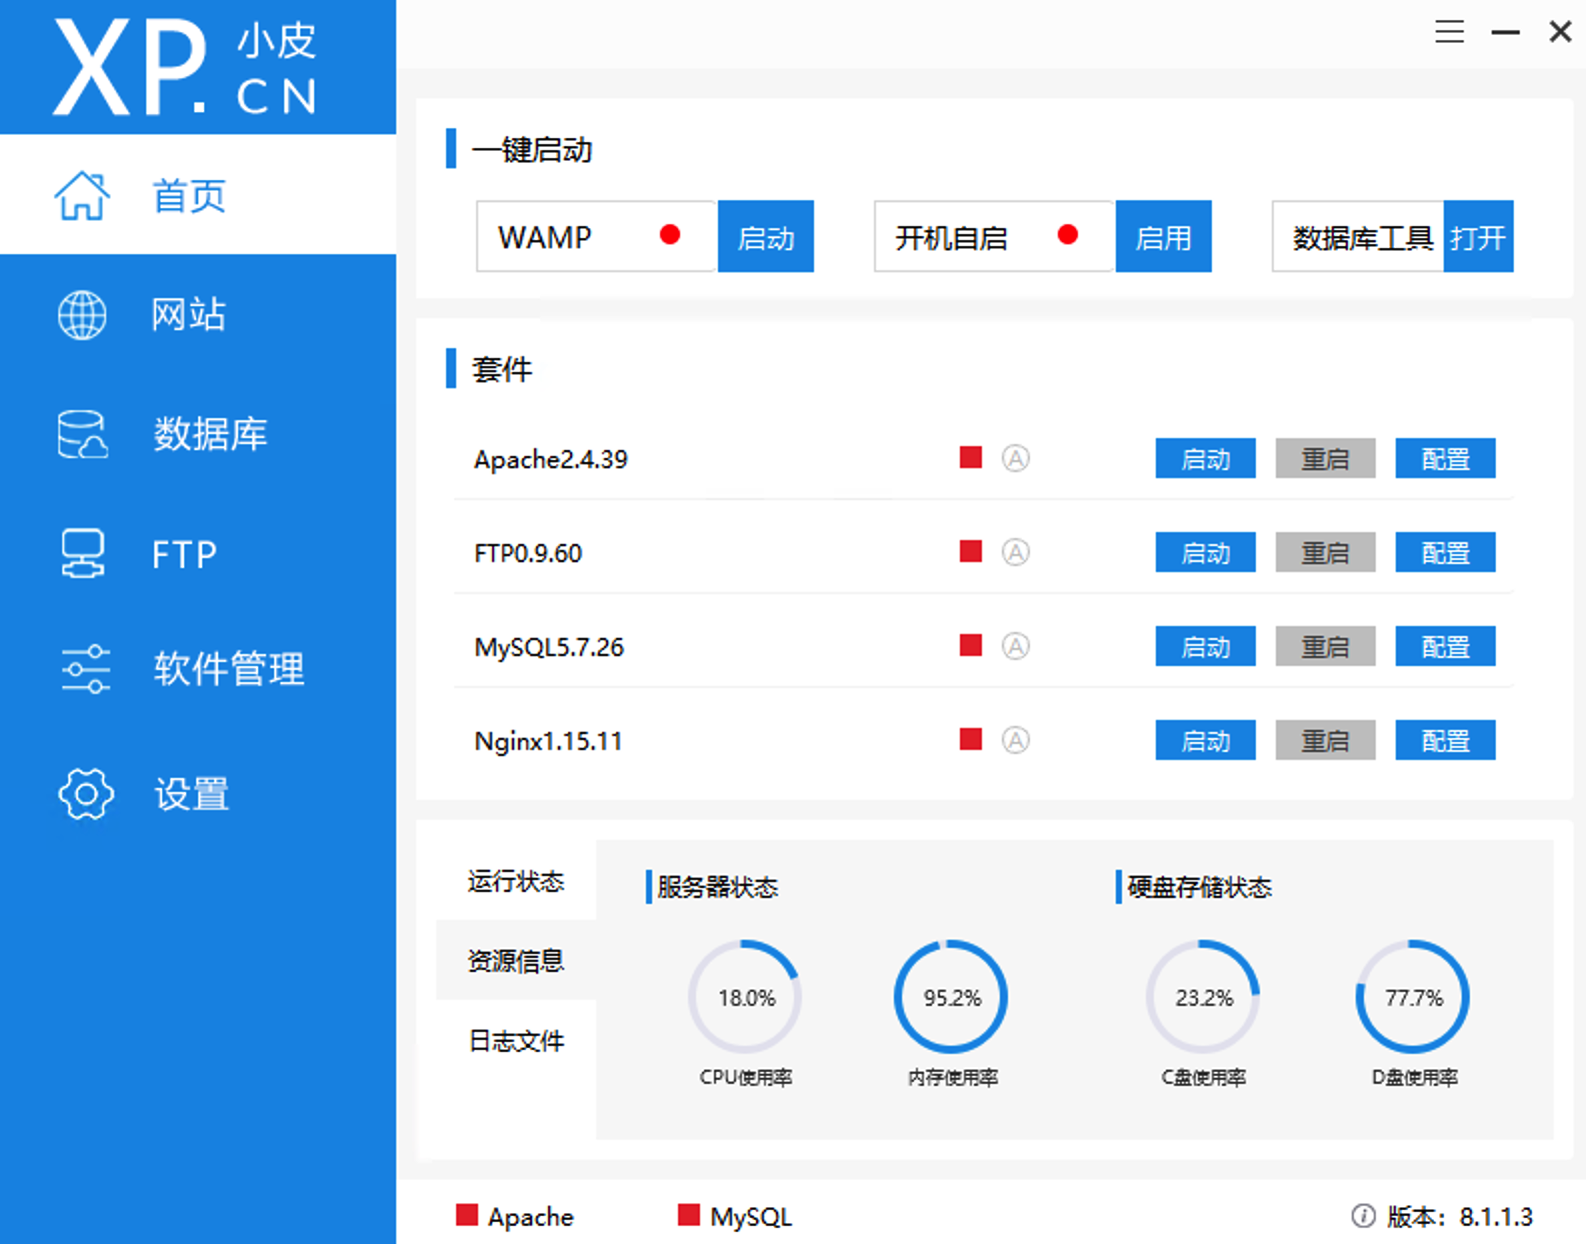 XP.小皮
CN
首页
网站
数据库
FTP
软件管理
设置
一键启动
WAMP 启动 开机自启 启用 数据库工具 打开
套件
Apache2.4.39 A 启动 重启 配置
FTP0.9.60 A 启动 重启 配置
MySQL5.7.26 A 启动 重启 配置
Nginx1.15.11 A 启动 重启 配置
运行状态
资源信息
日志文件
服务器状态 硬盘存储状态
18.0% 95.2% 23.2% 77.7%
CPU使用率 内存使用率 C盘使用率 D盘使用率
Apache MySQL 版本：8.1.1.3